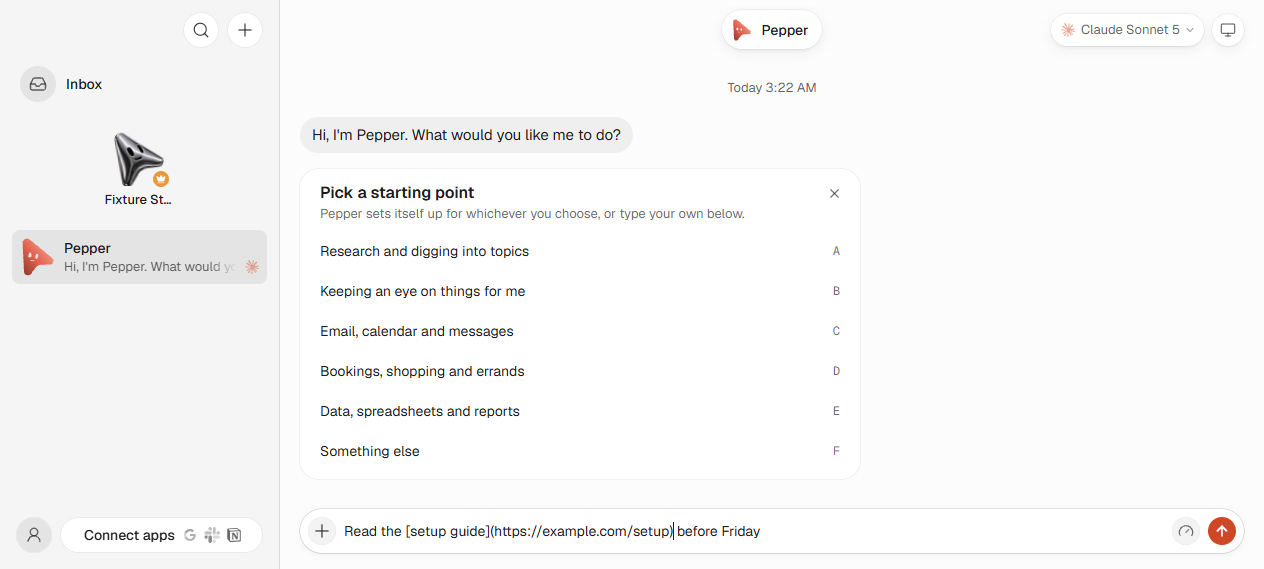 Inbox
Fixture St…
Pepper
Hi, I'm Pepper. What would yo
Connect apps
Pepper
Claude Sonnet 5
Today 3:22 AM
Hi, I'm Pepper. What would you like me to do?
Pick a starting point
Pepper sets itself up for whichever you choose, or type your own below.
Research and digging into topics A
Keeping an eye on things for me B
Email, calendar and messages C
Bookings, shopping and errands D
Data, spreadsheets and reports E
Something else F
Read the [setup guide](https://example.com/setup) before Friday